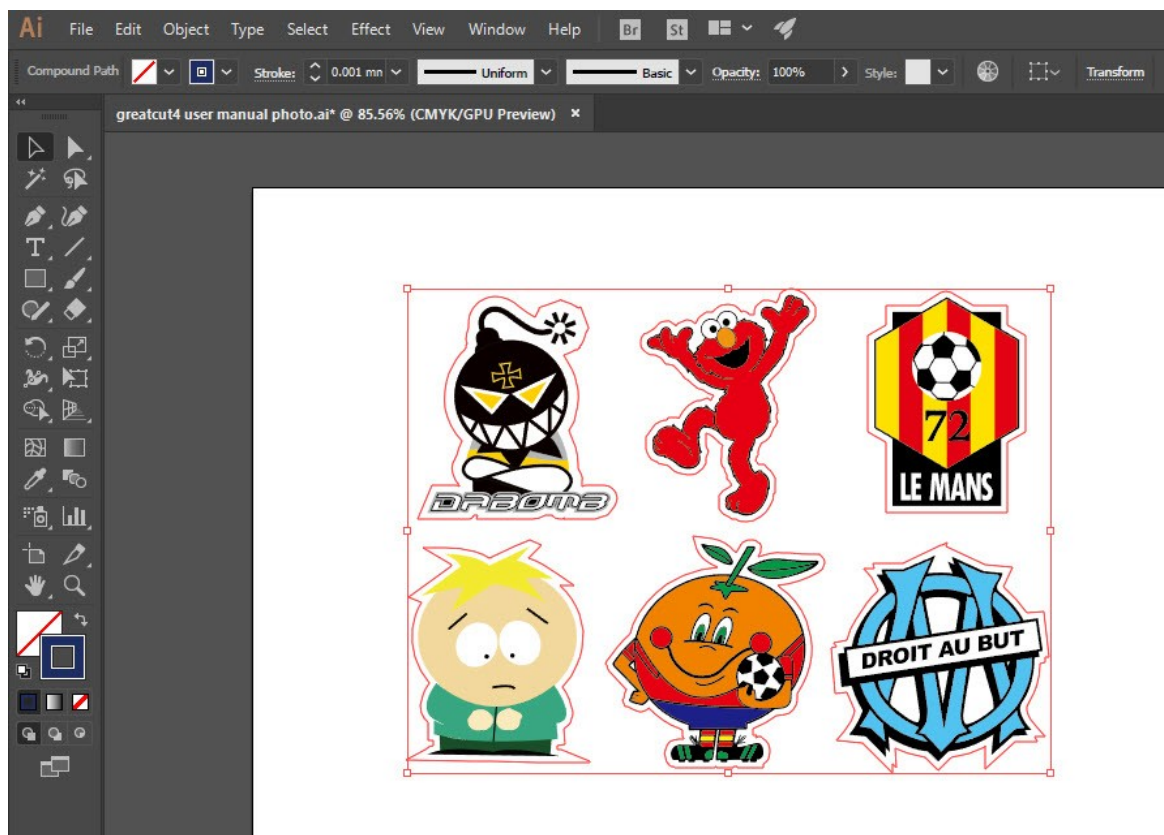 Ai File Edit Object Type Select Effect View Window Help Br St
Compound Path Stroke: 0.001 mn Uniform Basic Opacity: 100% Style: Transform
greatcut4 user manual photo.ai* @ 85.56% (CMYK/GPU Preview) ×
72
LE MANS
DABOMB
DROIT AU BUT